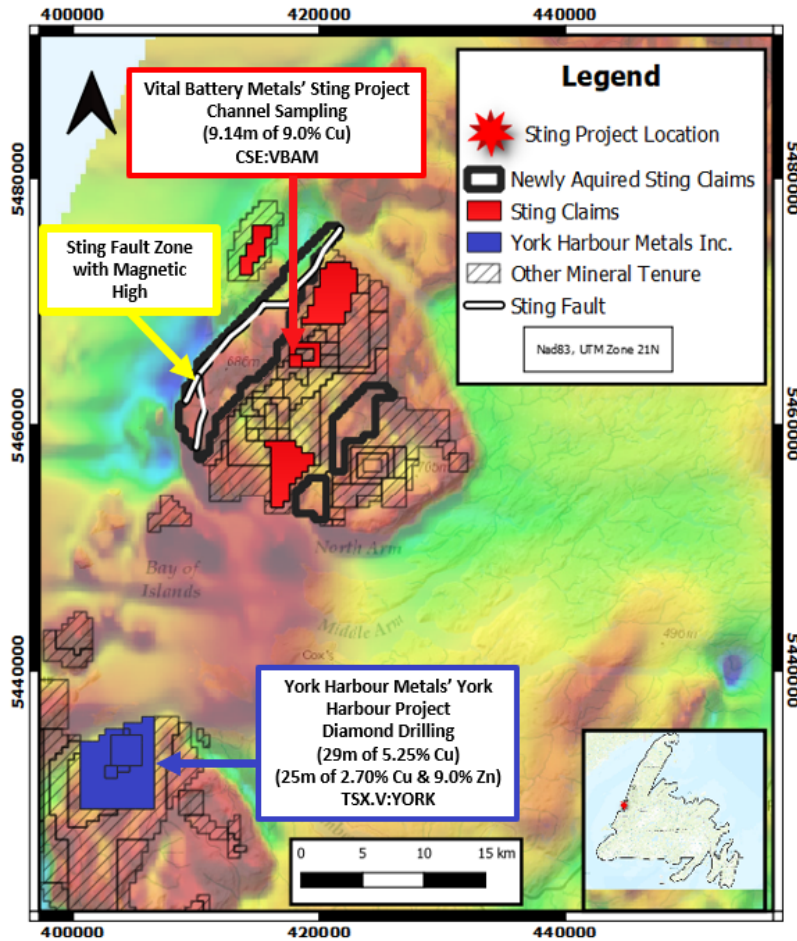 400000
420000
440000
Vital Battery Metals' Sting Project
Channel Sampling
(9.14m of 9.0% Cu)
CSE:VBAM
Legend
Sting Project Location
Newly Aquired Sting Claims
Sting Claims
York Harbour Metals Inc.
Other Mineral Tenure
Sting Fault
Nad83, UTM Zone 21N
5480000
5480000
Sting Fault Zone
with Magnetic
High
686m
5460000
5460000
North Arm
Bay of
Islands
Middle Arm
496m
Cox's
5440000
5440000
York Harbour Metals' York
Harbour Project
Diamond Drilling
(29m of 5.25% Cu)
(25m of 2.70% Cu & 9.0% Zn)
TSX.V:YORK
0
5
10
15 km
400000
420000
440000